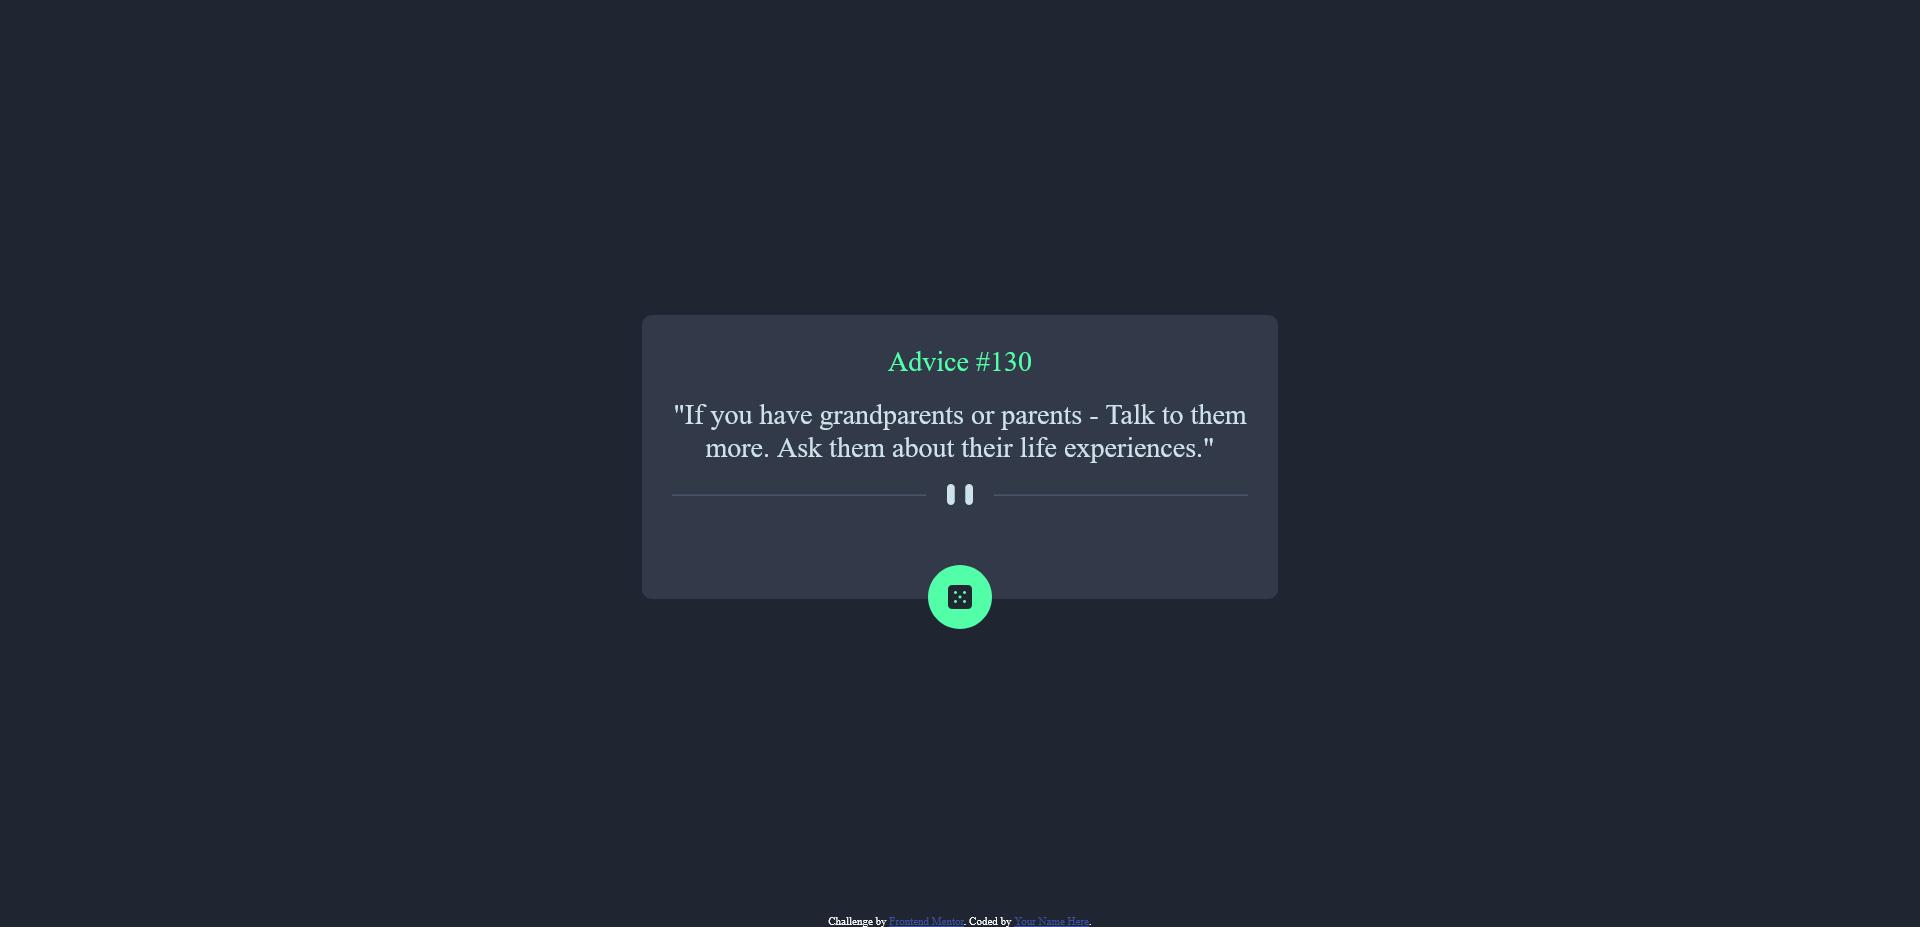 Advice #130
"If you have grandparents or parents - Talk to them
more. Ask them about their life experiences."
Challenge by Frontend Mentor. Coded by Your Name Here.